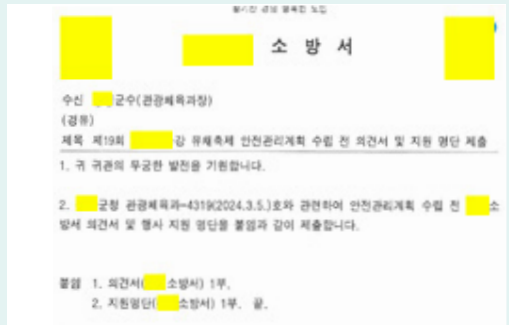 소 방 서
수신 군수(관광체육과장)
(경유)
제목 제19회 강 유채축제 안전관리계획 수립 전 의견서 및 지원 명단 제출
1. 귀 귀관의 무궁한 발전을 기원합니다.
2. 군청 관광체육과-4319(2024.3.5.)호와 관련하여 안전관리계획 수립 전 소
방서 의견서 및 행사 지원 명단을 붙임과 같이 제출합니다.
붙임 1. 의견서( 소방서) 1부.
2. 지원명단( 소방서) 1부. 끝.